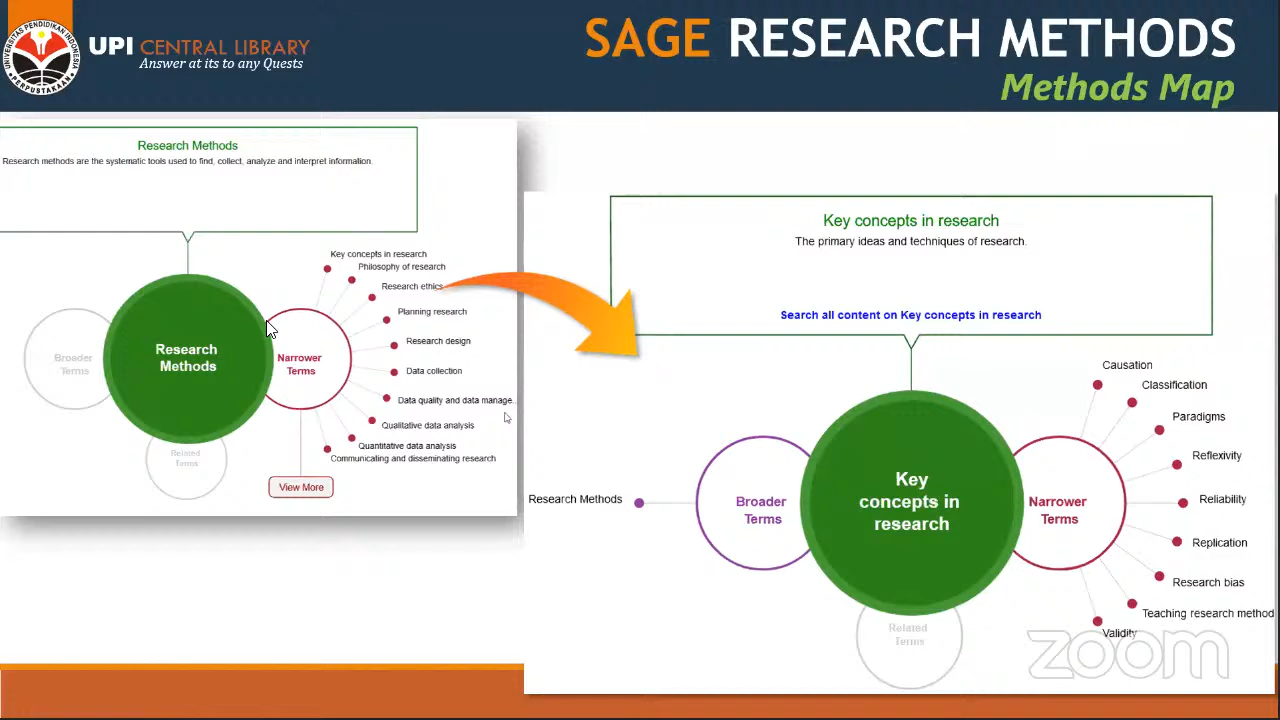 UNIVERSITAS PENDIDIKAN INDONESIA
PERPUSTAKAAN
UPI CENTRAL LIBRARY
Answer at its to any Quests
SAGE RESEARCH METHODS
Methods Map
Research Methods
Research methods are the systematic tools used to find, collect, analyze and interpret information.
Key concepts in research
Philosophy of research
Research ethics
Planning research
Research design
Data collection
Data quality and data manage...
Qualitative data analysis
Quantitative data analysis
Communicating and disseminating research
Broader
Terms
Research
Methods
Narrower
Terms
Related
Terms
View More
Key concepts in research
The primary ideas and techniques of research.
Search all content on Key concepts in research
Research Methods
Broader
Terms
Key
concepts in
research
Narrower
Terms
Related
Terms
Causation
Classification
Paradigms
Reflexivity
Reliability
Replication
Research bias
Teaching research method
Validity
zoom